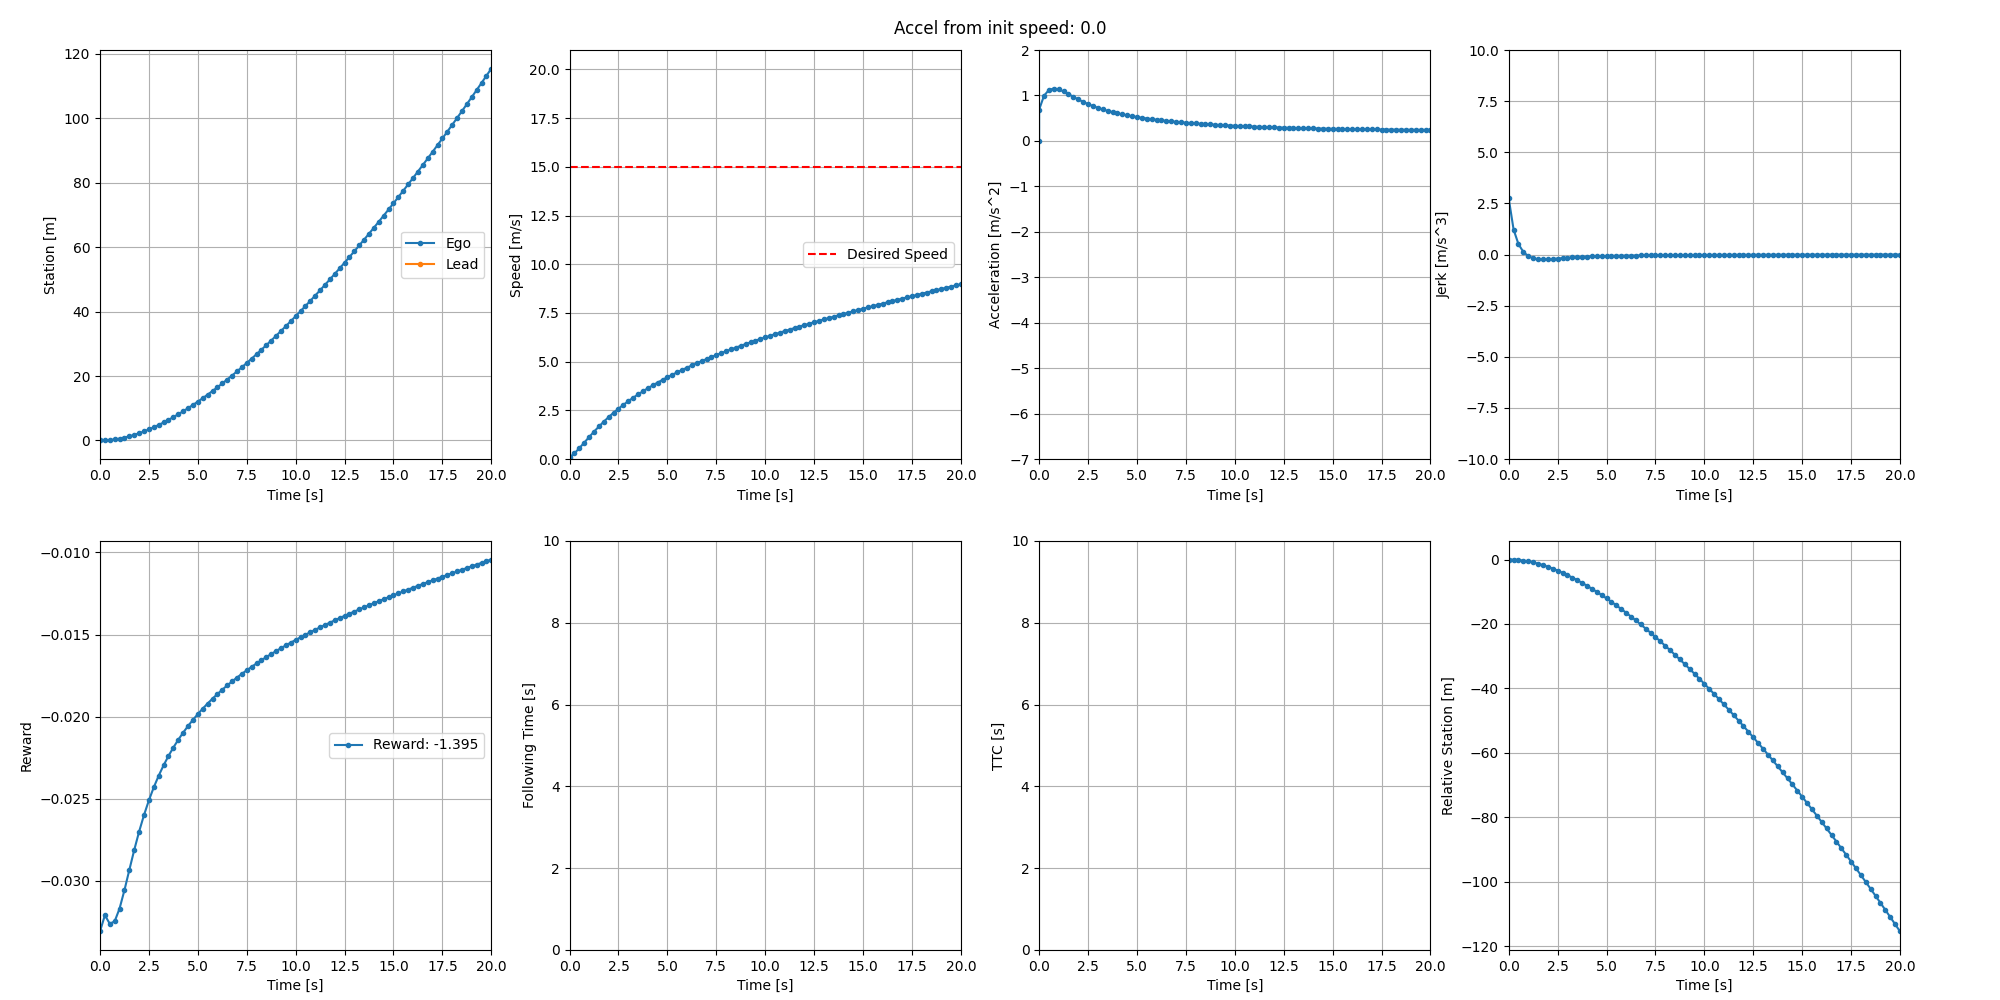 Accel from init speed: 0.0
120
100
80
60
40
20
0
Station [m]
Ego
Lead
0.0 2.5 5.0 7.5 10.0 12.5 15.0 17.5 20.0
Time [s]
20.0
17.5
15.0
12.5
10.0
7.5
5.0
2.5
0.0
Speed [m/s]
Desired Speed
0.0 2.5 5.0 7.5 10.0 12.5 15.0 17.5 20.0
Time [s]
2
1
0
−1
−2
−3
−4
−5
−6
−7
Acceleration [m/s^2]
0.0 2.5 5.0 7.5 10.0 12.5 15.0 17.5 20.0
Time [s]
10.0
7.5
5.0
2.5
0.0
−2.5
−5.0
−7.5
−10.0
Jerk [m/s^3]
0.0 2.5 5.0 7.5 10.0 12.5 15.0 17.5 20.0
Time [s]
−0.010
−0.015
−0.020
−0.025
−0.030
Reward
Reward: -1.395
0.0 2.5 5.0 7.5 10.0 12.5 15.0 17.5 20.0
Time [s]
10
8
6
4
2
0
Following Time [s]
0.0 2.5 5.0 7.5 10.0 12.5 15.0 17.5 20.0
Time [s]
10
8
6
4
2
0
TTC [s]
0.0 2.5 5.0 7.5 10.0 12.5 15.0 17.5 20.0
Time [s]
0
−20
−40
−60
−80
−100
−120
Relative Station [m]
0.0 2.5 5.0 7.5 10.0 12.5 15.0 17.5 20.0
Time [s]